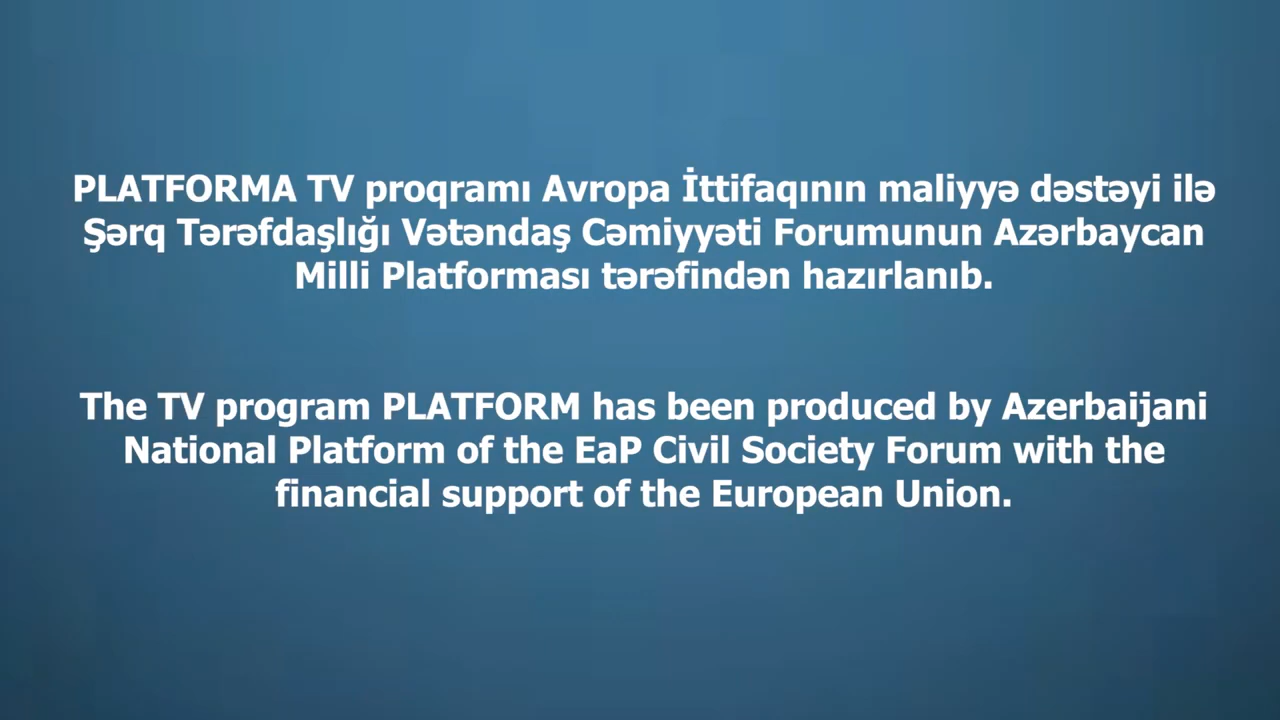 PLATFORMA TV proqramı Avropa İttifaqının maliyyə dəstəyi ilə
Şərq Tərəfdaşlığı Vətəndaş Cəmiyyəti Forumunun Azərbaycan
Milli Platforması tərəfindən hazırlanıb.
The TV program PLATFORM has been produced by Azerbaijani
National Platform of the EaP Civil Society Forum with the
financial support of the European Union.